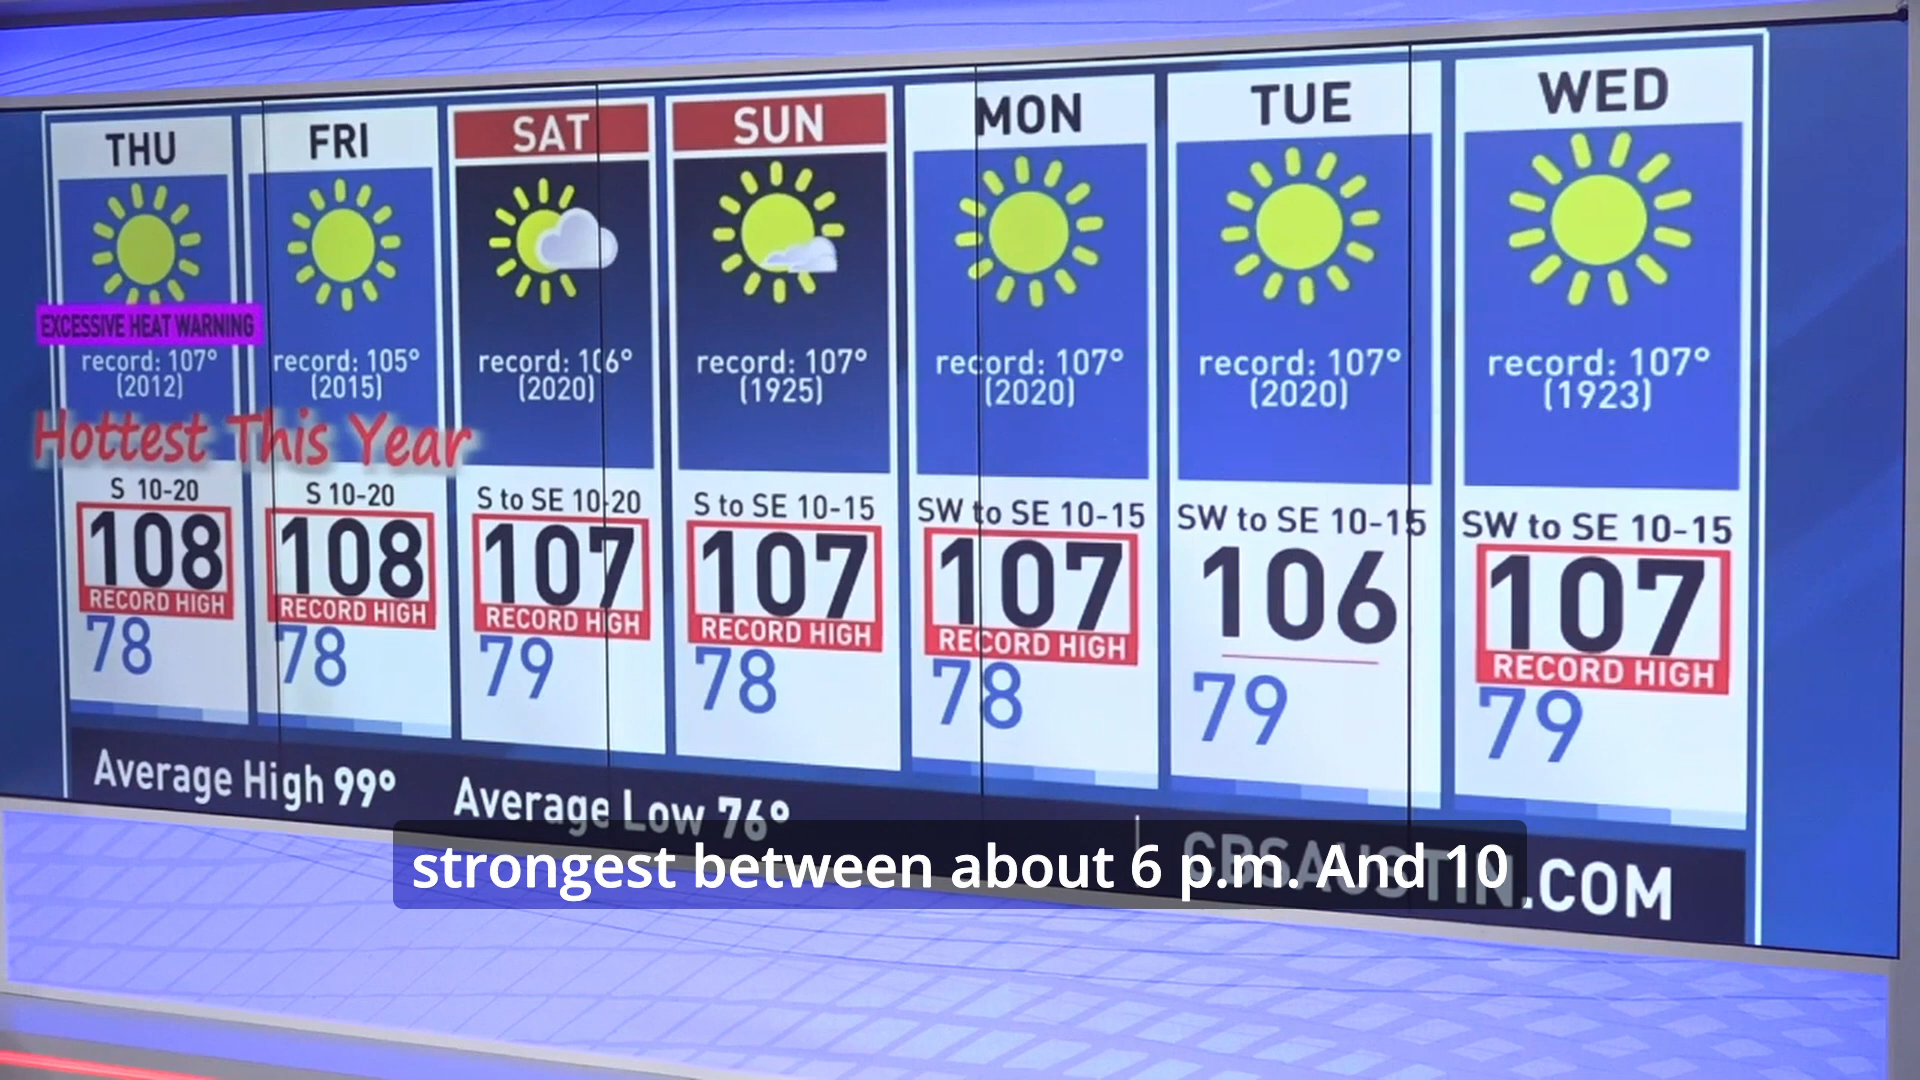 THU
EXCESSIVE HEAT WARNING
record: 107°
(2012)
S 10-20
108
RECORD HIGH
78
FRI
record: 105°
(2015)
S 10-20
108
RECORD HIGH
78
Hottest This Year
SAT
record: 106°
(2020)
S to SE 10-20
107
RECORD HIGH
79
SUN
record: 107°
(1925)
S to SE 10-15
107
RECORD HIGH
78
MON
record: 107°
(2020)
SW to SE 10-15
107
RECORD HIGH
78
TUE
record: 107°
(2020)
SW to SE 10-15
106
79
WED
record: 107°
(1923)
SW to SE 10-15
107
RECORD HIGH
79
Average High 99° Average Low 76°
CBSAUSTIN.COM
strongest between about 6 p.m. And 10